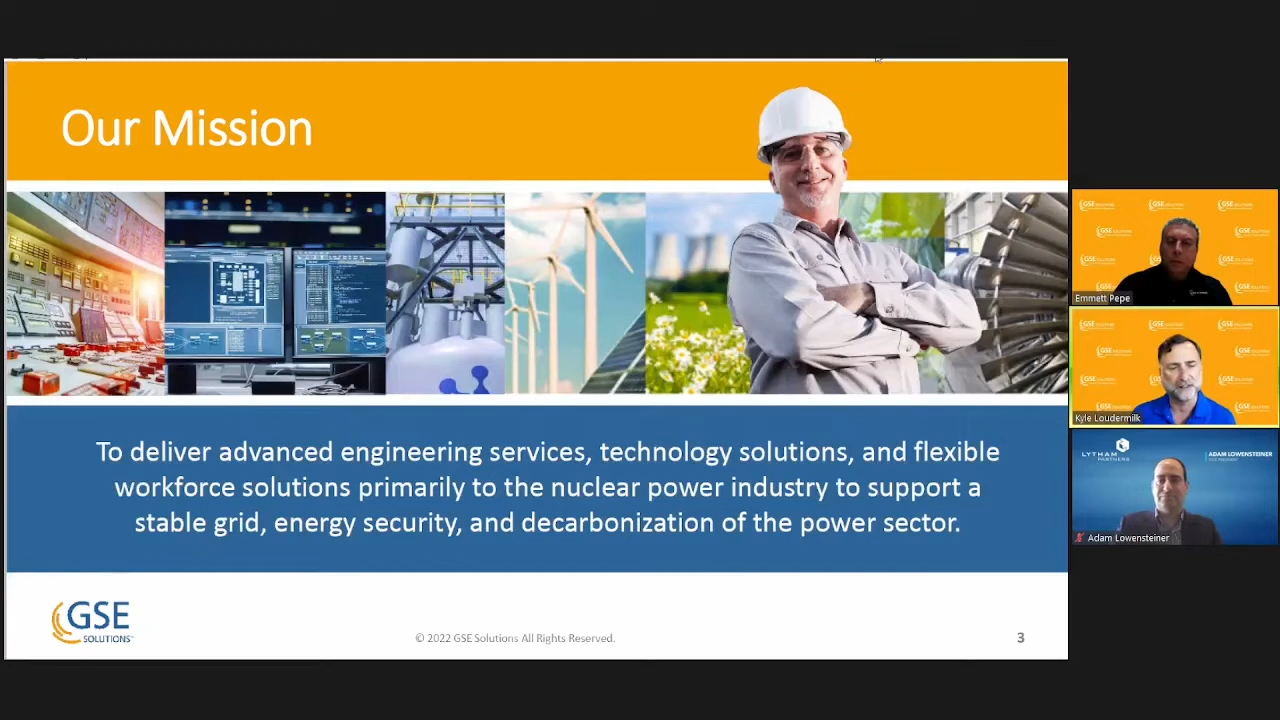 Our Mission
To deliver advanced engineering services, technology solutions, and flexible
workforce solutions primarily to the nuclear power industry to support a
stable grid, energy security, and decarbonization of the power sector.
GSE
SOLUTIONS
© 2022 GSE Solutions All Rights Reserved.
3
Emmett Pepe
Kyle Loudermilk
LYTHAM
PARTNERS
ADAM LOWENSTEINER
Adam Lowensteiner